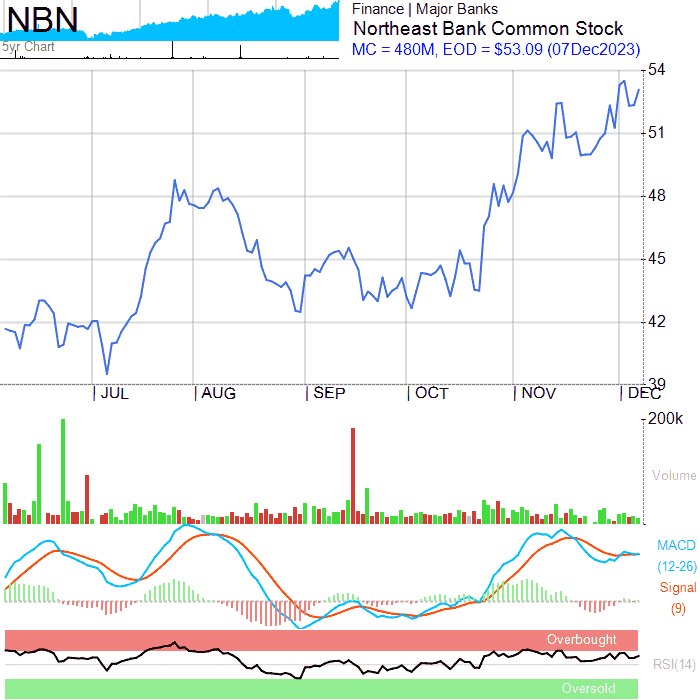 NBN
5yr Chart
Finance | Major Banks
Northeast Bank Common Stock
MC = 480M, EOD = $53.09 (07Dec2023)
54
51
48
45
42
39
JUL
AUG
SEP
OCT
NOV
DEC
200k
Volume
MACD
(12-26)
Signal
(9)
Overbought
RSI(14)
Oversold